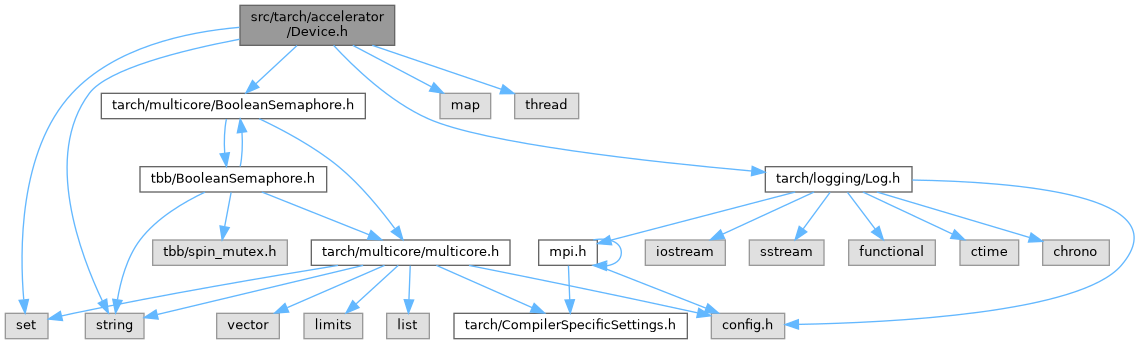 src/tarch/accelerator
/Device.h
tarch/multicore/BooleanSemaphore.h
map
thread
tbb/BooleanSemaphore.h
tarch/logging/Log.h
tbb/spin_mutex.h
tarch/multicore/multicore.h
mpi.h
iostream
sstream
functional
ctime
chrono
set
string
vector
limits
list
tarch/CompilerSpecificSettings.h
config.h